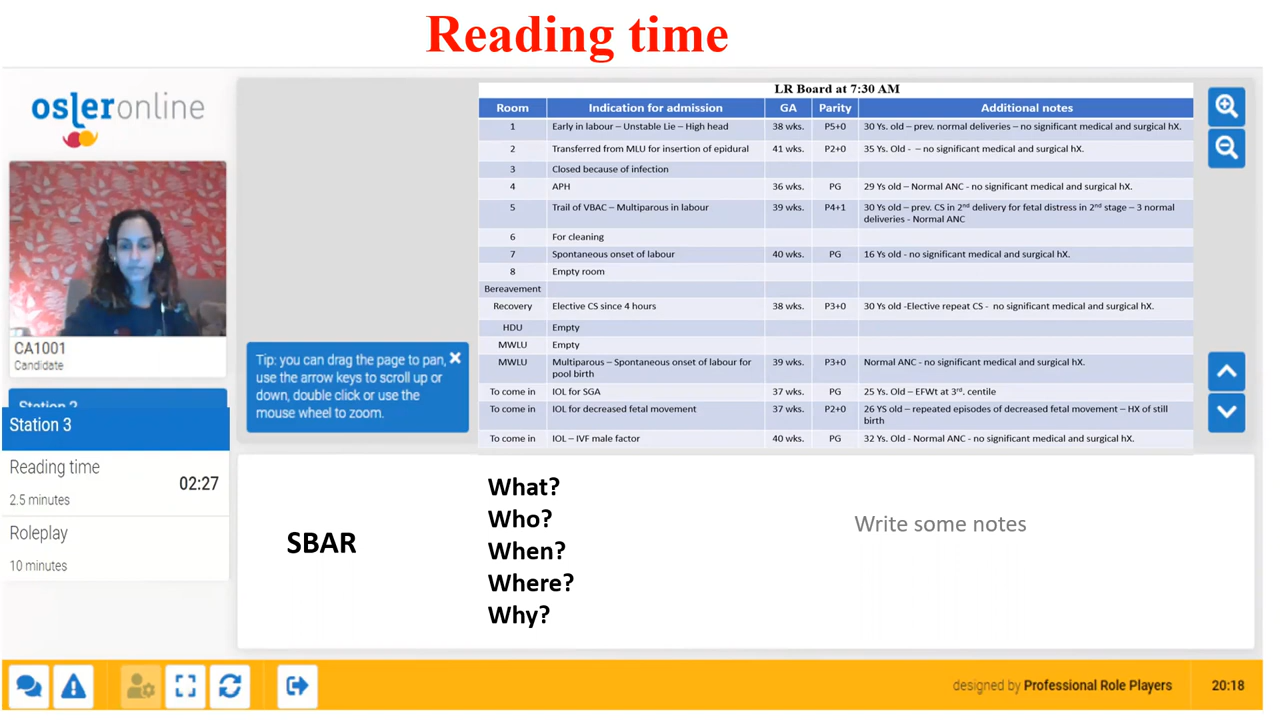 Reading time
osleronline
LR Board at 7:30 AM
Room Indication for admission GA Parity Additional notes
1 Early in labour – Unstable Lie – High head 38 wks. P5+0 30 Ys. old – prev. normal deliveries – no significant medical and surgical hX.
2 Transferred from MLU for insertion of epidural 41 wks. P2+0 35 Ys. Old - – no significant medical and surgical hX.
3 Closed because of infection
4 APH 36 wks. PG 29 Ys old – Normal ANC - no significant medical and surgical hX.
5 Trail of VBAC – Multiparous in labour 39 wks. P4+1 30 Ys old – prev. CS in 2nd delivery for fetal distress in 2nd stage – 3 normal
deliveries - Normal ANC
6 For cleaning
7 Spontaneous onset of labour 40 wks. PG 16 Ys old - no significant medical and surgical hX.
8 Empty room
Bereavement
Recovery Elective CS since 4 hours 38 wks. P3+0 30 Ys old -Elective repeat CS - no significant medical and surgical hX.
HDU Empty
MWLU Empty
MWLU Multiparous – Spontaneous onset of labour for 39 wks. P3+0 Normal ANC - no significant medical and surgical hX.
pool birth
To come in IOL for SGA 37 wks. PG 25 Ys. Old – EFWt at 3rd. centile
To come in IOL for decreased fetal movement 37 wks. P2+0 26 YS old – repeated episodes of decreased fetal movement – HX of still
birth
To come in IOL – IVF male factor 40 wks. PG 32 Ys. Old - Normal ANC - no significant medical and surgical hX.
CA1001
Candidate
Tip: you can drag the page to pan,
use the arrow keys to scroll up or
down, double click or use the
mouse wheel to zoom.
Station 2
Station 3
Reading time
02:27
2.5 minutes
Roleplay
10 minutes
SBAR
What?
Who?
When?
Where?
Why?
Write some notes
designed by Professional Role Players
20:18